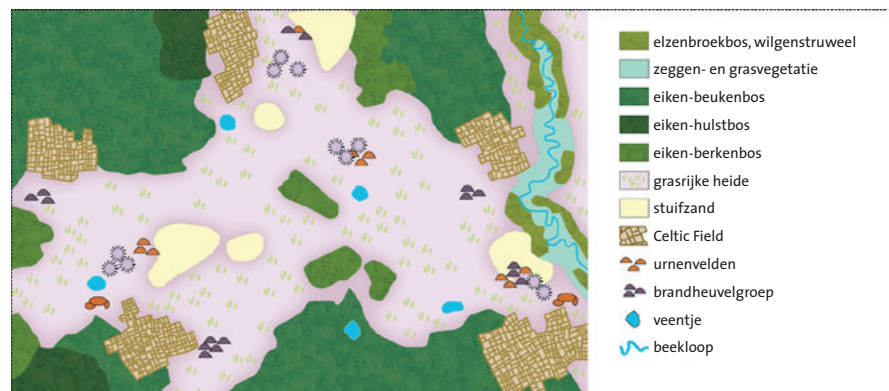 elzenbroekbos, wilgenstruweel
zeggen- en grasvegetatie
eiken-beukenbos
eiken-hulstbos
eiken-berkenbos
grasrijke heide
stuifzand
Celtic Field
urnenvelden
brandheuvelgroep
veentje
beekloop